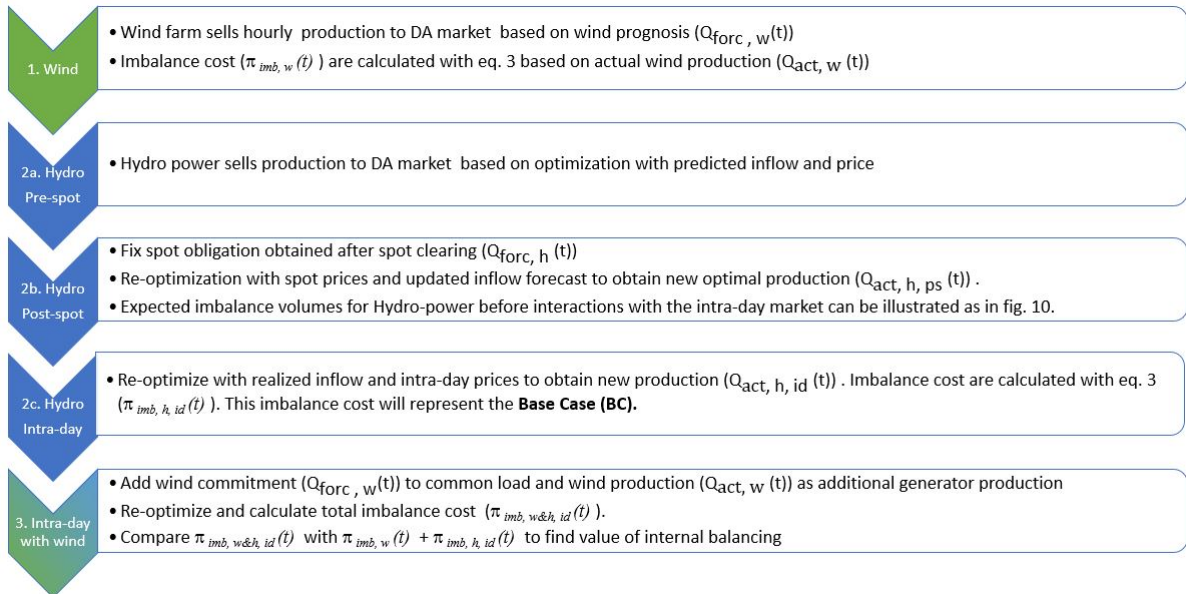 1. Wind
• Wind farm sells hourly production to DA market based on wind prognosis (Qforc , w(t))
• Imbalance cost (π imb, w (t) ) are calculated with eq. 3 based on actual wind production (Qact, w (t))
2a. Hydro
Pre-spot
• Hydro power sells production to DA market based on optimization with predicted inflow and price
2b. Hydro
Post-spot
• Fix spot obligation obtained after spot clearing (Qforc, h (t))
• Re-optimization with spot prices and updated inflow forecast to obtain new optimal production (Qact, h, ps (t)) .
• Expected imbalance volumes for Hydro-power before interactions with the intra-day market can be illustrated as in fig. 10.
2c. Hydro
Intra-day
• Re-optimize with realized inflow and intra-day prices to obtain new production (Qact, h, id (t)) . Imbalance cost are calculated with eq. 3
(π imb, h, id (t) ). This imbalance cost will represent the Base Case (BC).
3. Intra-day
with wind
• Add wind commitment (Qforc , w(t)) to common load and wind production (Qact, w (t)) as additional generator production
• Re-optimize and calculate total imbalance cost (π imb, w&h, id (t) ).
• Compare π imb, w&h, id (t) with π imb, w (t) + π imb, h, id (t) to find value of internal balancing